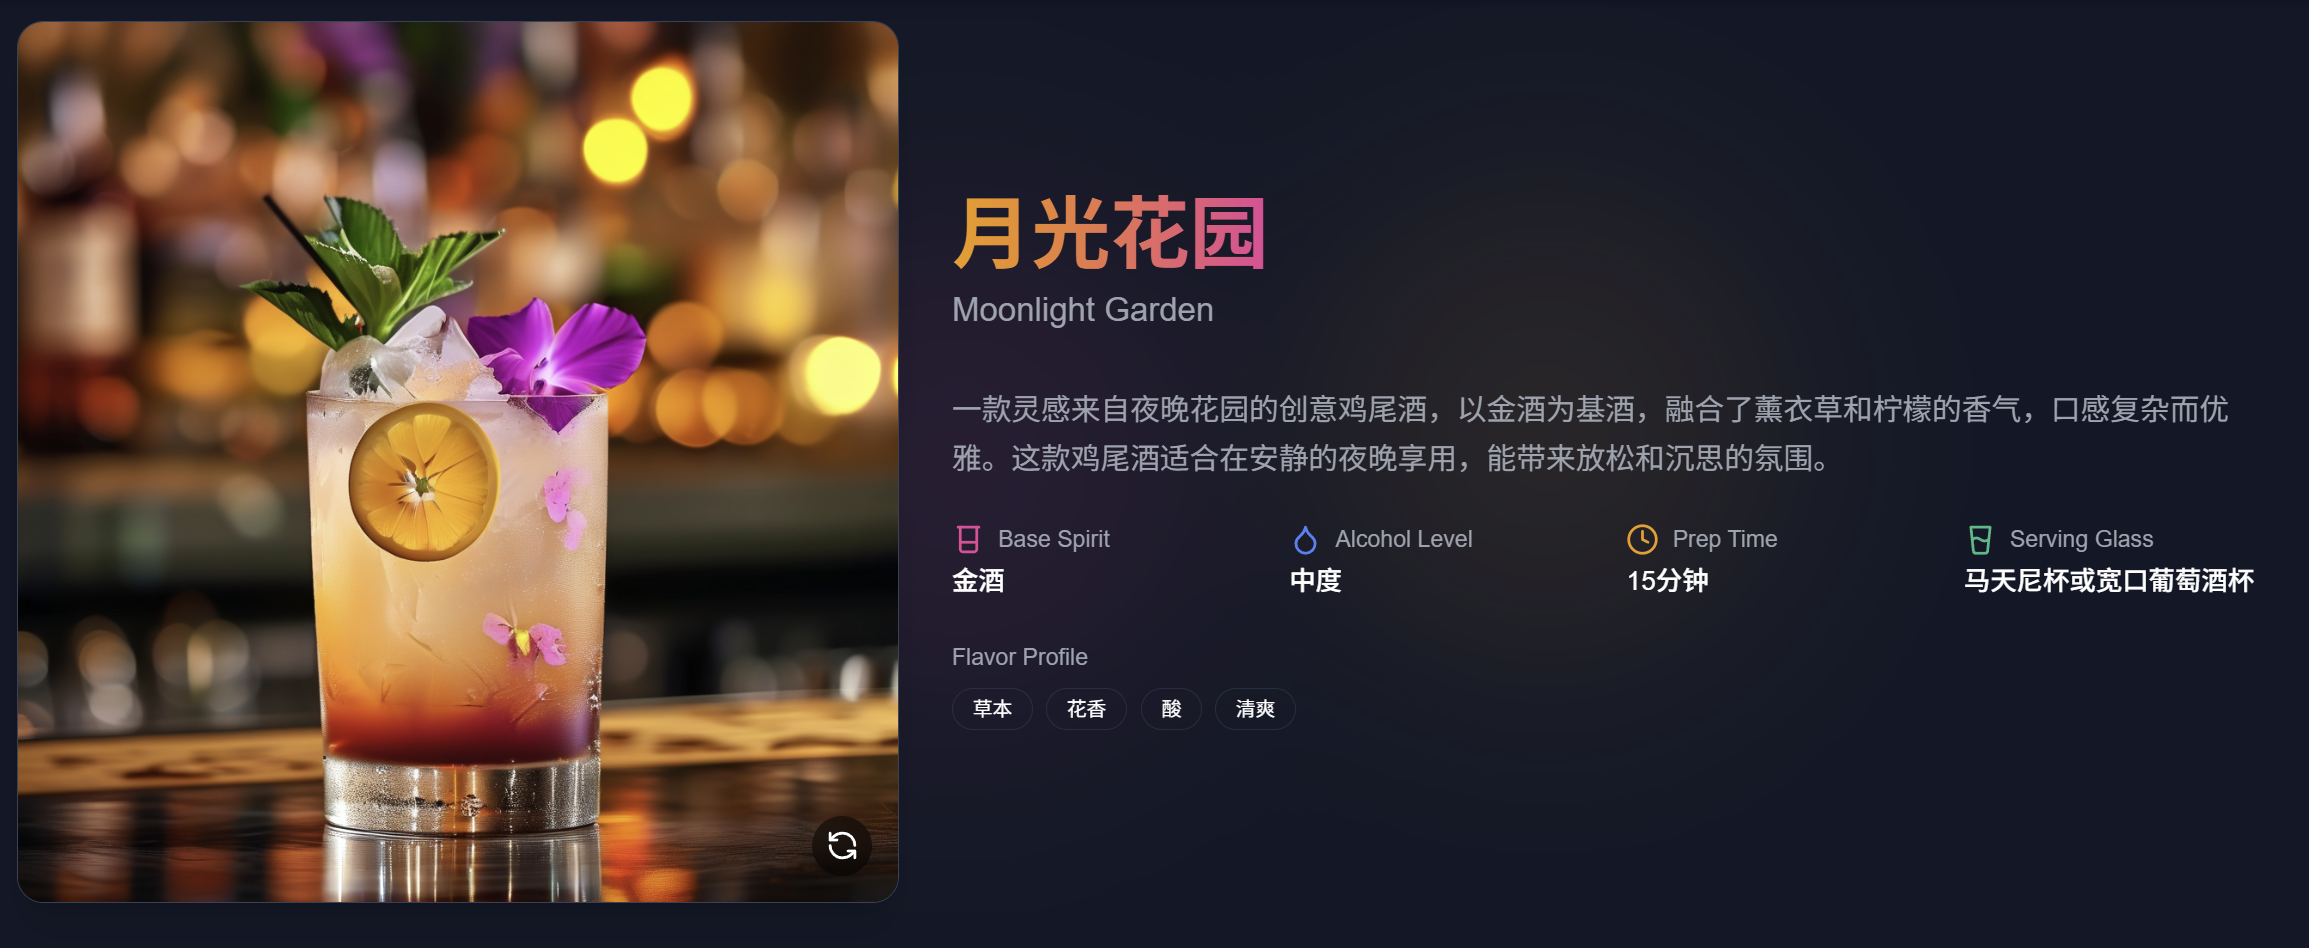 月光花园
Moonlight Garden
一款灵感来自夜晚花园的创意鸡尾酒，以金酒为基酒，融合了薰衣草和柠檬的香气，口感复杂而优
雅。这款鸡尾酒适合在安静的夜晚享用，能带来放松和沉思的氛围。
Base Spirit
金酒
Alcohol Level
中度
Prep Time
15分钟
Serving Glass
马天尼杯或宽口葡萄酒杯
Flavor Profile
草本 花香 酸 清爽